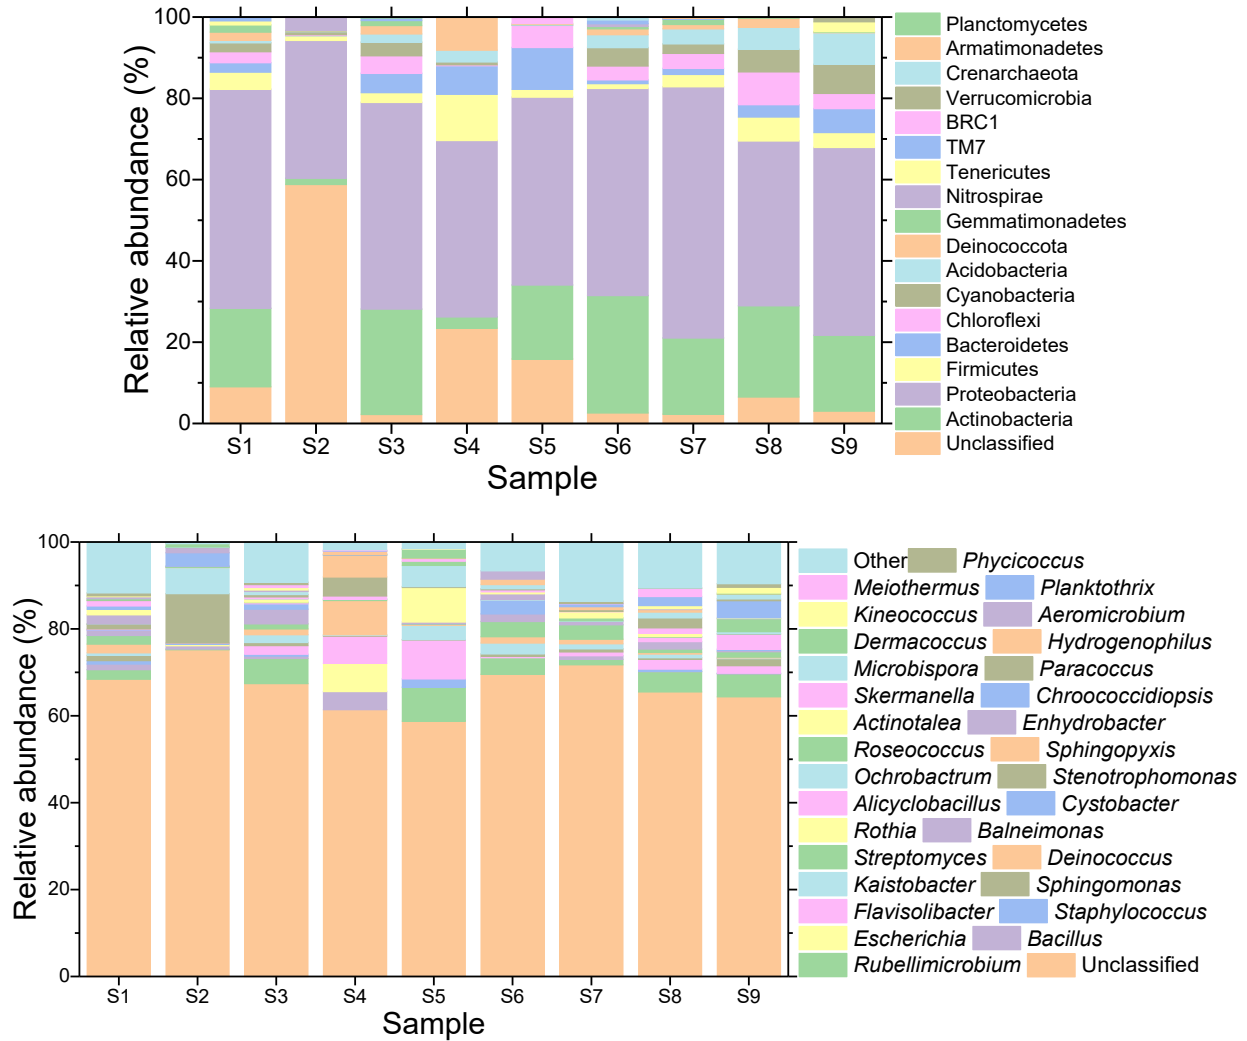 Relative abundance (%)
100
80
60
40
20
0
S1 S2 S3 S4 S5 S6 S7 S8 S9
Sample
Planctomycetes
Armatimonadetes
Crenarchaeota
Verrucomicrobia
BRC1
TM7
Tenericutes
Nitrospirae
Gemmatimonadetes
Deinococcota
Acidobacteria
Cyanobacteria
Chloroflexi
Bacteroidetes
Firmicutes
Proteobacteria
Actinobacteria
Unclassified
Relative abundance (%)
100
80
60
40
20
0
S1 S2 S3 S4 S5 S6 S7 S8 S9
Sample
Other Phycicoccus
Meiothermus Planktothrix
Kineococcus Aeromicrobium
Dermacoccus Hydrogenophilus
Microbispora Paracoccus
Skermanella Chroococcidiopsis
Actinotalea Enhydrobacter
Roseococcus Sphingopyxis
Ochrobactrum Stenotrophomonas
Alicyclobacillus Cystobacter
Rothia Balneimonas
Streptomyces Deinococcus
Kaistobacter Sphingomonas
Flavisolibacter Staphylococcus
Escherichia Bacillus
Rubellimicrobium Unclassified